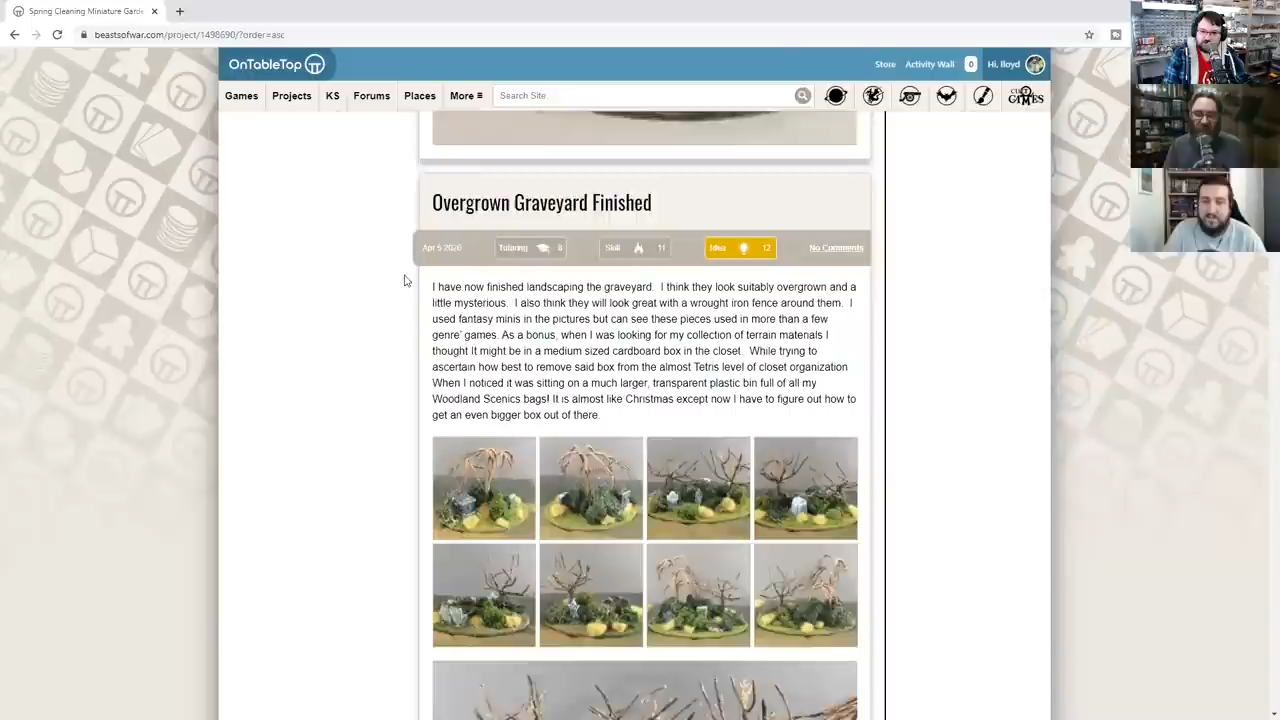 Spring Cleaning Miniature Gard
beastsofwar.com/project/1498690/?order=asc
OnTableTop
Store
Activity Wall
0
Hi, lloyd
Games
Projects
KS
Forums
Places
More
Search Site
GAMES
Overgrown Graveyard Finished
Apr 5 2020
Tutoring
8
Skill
11
Idea
12
No Comments
I have now finished landscaping the graveyard. I think they look suitably overgrown and a
little mysterious. I also think they will look great with a wrought iron fence around them. I
used fantasy minis in the pictures but can see these pieces used in more than a few
genre' games. As a bonus, when I was looking for my collection of terrain materials I
thought It might be in a medium sized cardboard box in the closet. While trying to
ascertain how best to remove said box from the almost Tetris level of closet organization
When I noticed it was sitting on a much larger, transparent plastic bin full of all my
Woodland Scenics bags! It is almost like Christmas except now I have to figure out how to
get an even bigger box out of there.